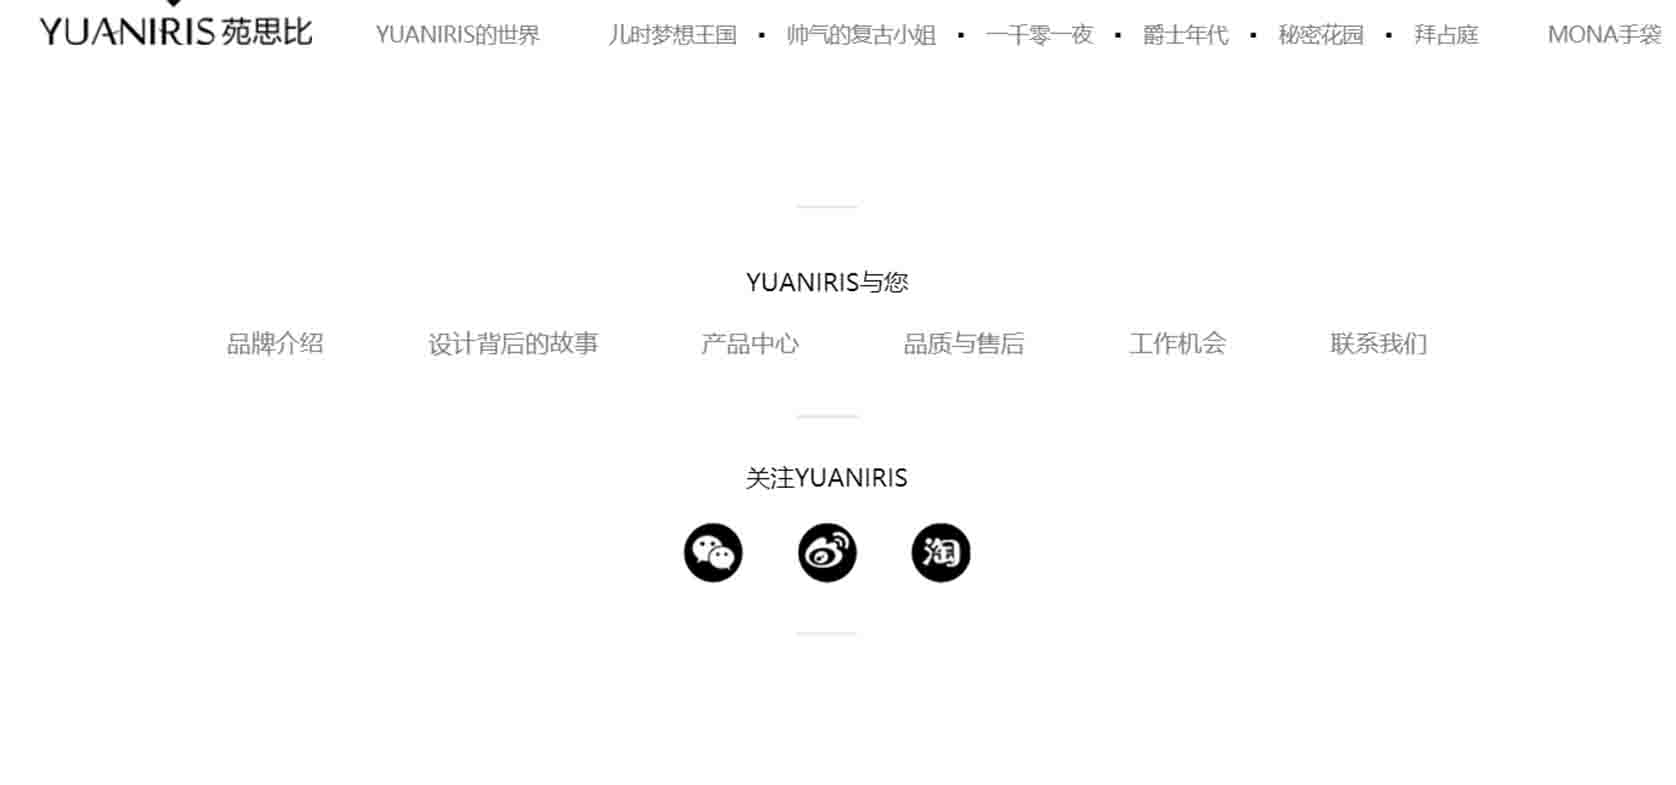 YUANIRIS 苑思比 YUANIRIS的世界 儿时梦想王国 · 帅气的复古小姐 · 一千零一夜 · 爵士年代 · 秘密花园 · 拜占庭 MONA手袋
YUANIRIS与您
品牌介绍 设计背后的故事 产品中心 品质与售后 工作机会 联系我们
关注YUANIRIS
淘